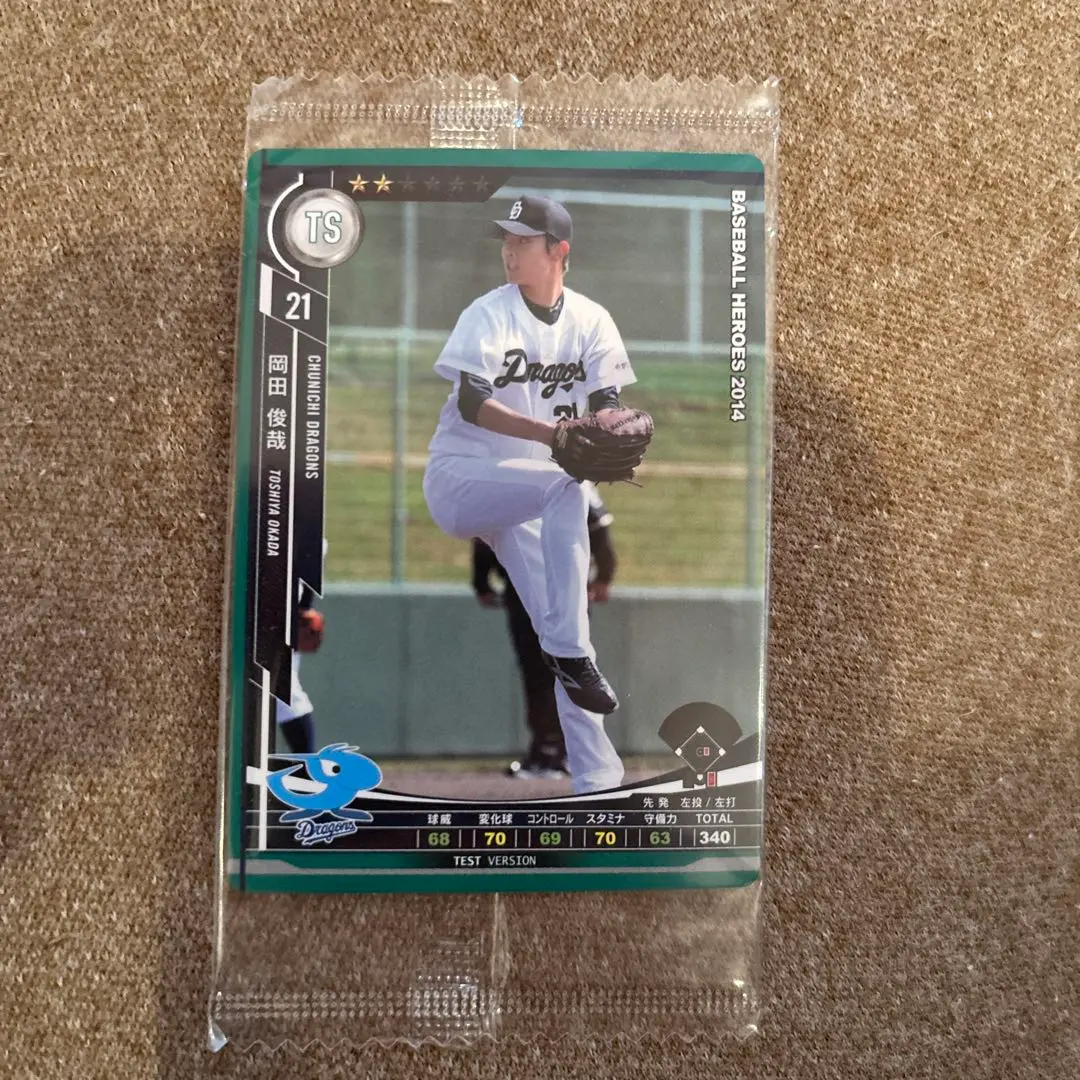 TS
21
岡田 俊哉 TOSHIYA OKADA
CHUNICHI DRAGONS
BASEBALL HEROES 2014
Dragons
21
Dragons
先発 左投/左打
球威 変化球 コントロール スタミナ 守備力 TOTAL
68 70 69 70 63 340
TEST VERSION